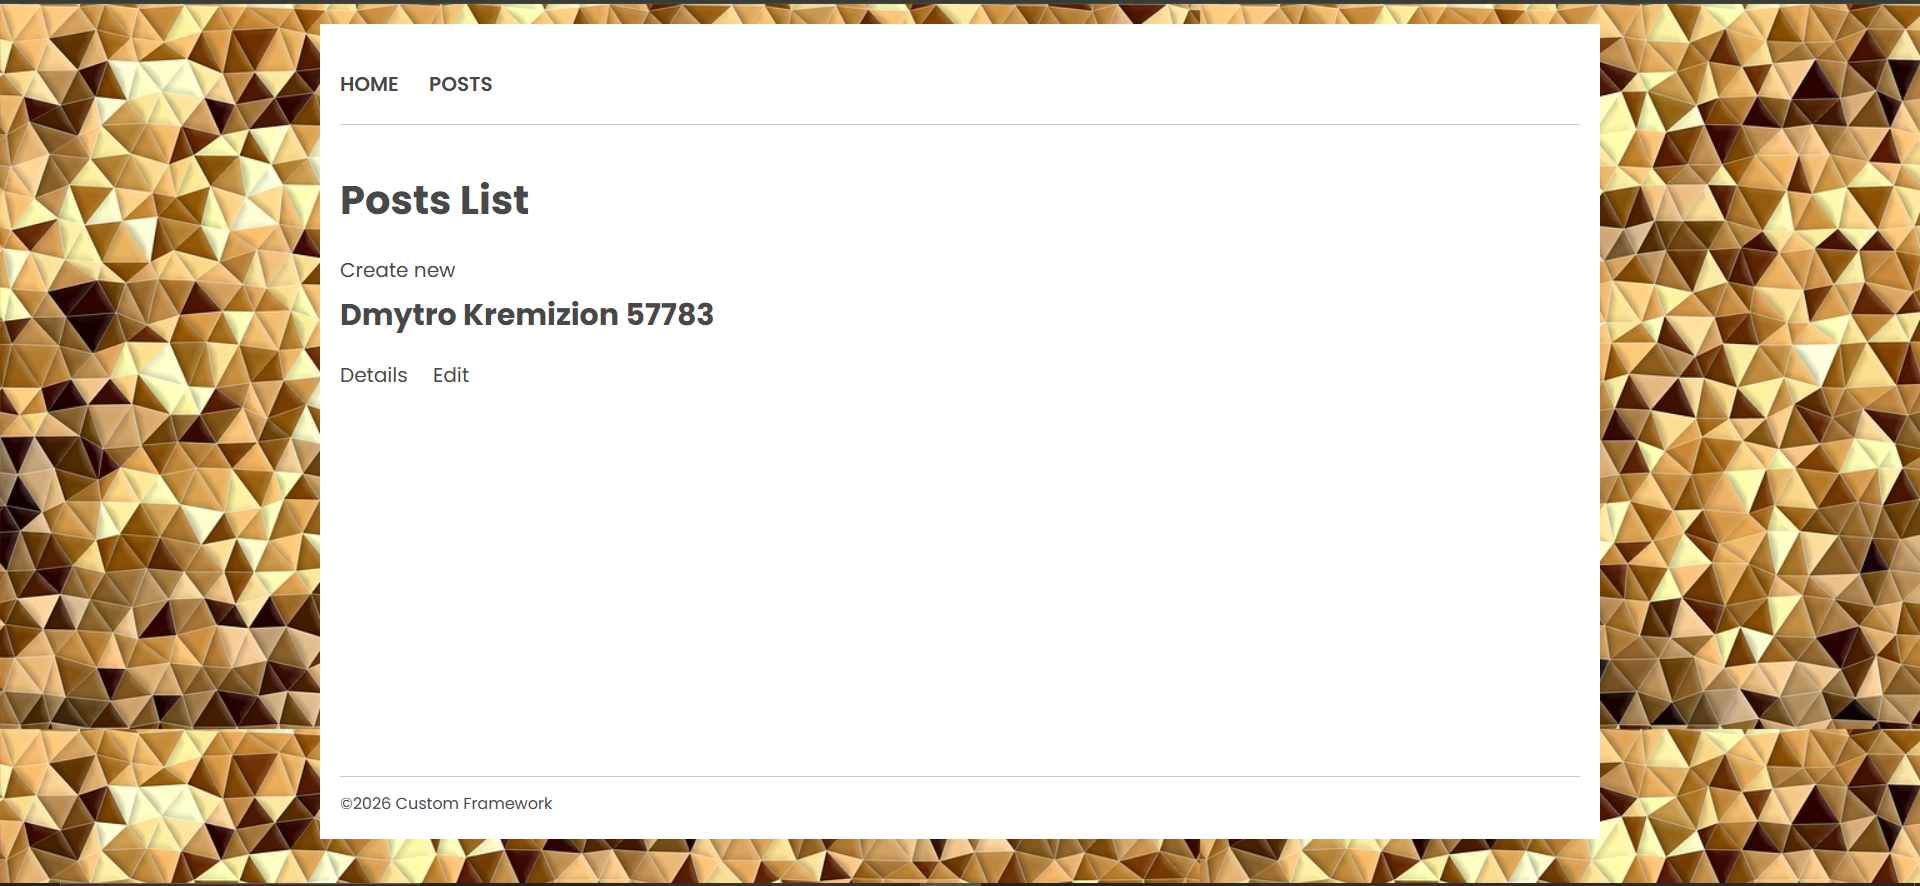 HOME POSTS
Posts List
Create new
Dmytro Kremizion 57783
Details Edit
©2026 Custom Framework